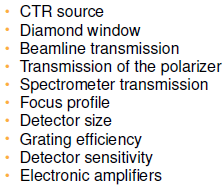 • CTR source
• Diamond window
• Beamline transmission
• Transmission of the polarizer
• Spectrometer transmission
• Focus profile
• Detector size
• Grating efficiency
• Detector sensitivity
• Electronic amplifiers